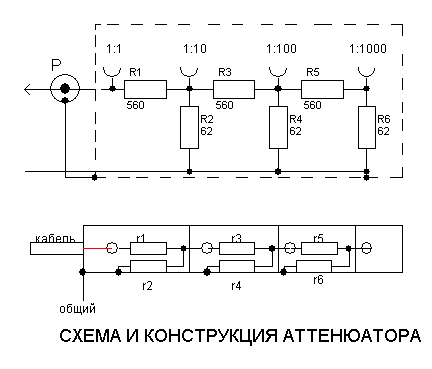 P
1:1 1:10 1:100 1:1000
R1 R3 R5
560 560 560
R2 R4 R6
62 62 62
кабель r1 r3 r5
r2 r4 r6
общий
СХЕМА И КОНСТРУКЦИЯ АТТЕНЮАТОРА